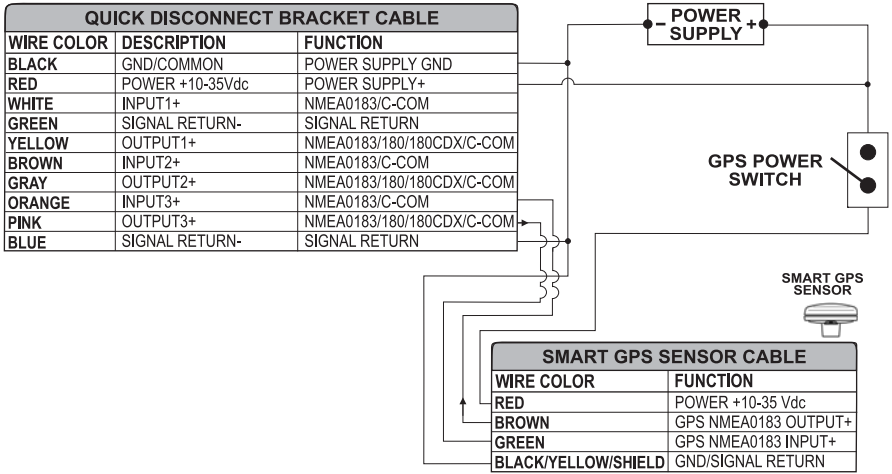 QUICK DISCONNECT BRACKET CABLE
WIRE COLOR DESCRIPTION FUNCTION
BLACK GND/COMMON POWER SUPPLY GND
RED POWER +10-35Vdc POWER SUPPLY+
WHITE INPUT1+ NMEA0183/C-COM
GREEN SIGNAL RETURN- SIGNAL RETURN
YELLOW OUTPUT1+ NMEA0183/180/180CDX/C-COM
BROWN INPUT2+ NMEA0183/C-COM
GRAY OUTPUT2+ NMEA0183/180/180CDX/C-COM
ORANGE INPUT3+ NMEA0183/C-COM
PINK OUTPUT3+ NMEA0183/180/180CDX/C-COM
BLUE SIGNAL RETURN- SIGNAL RETURN
- POWER SUPPLY +
GPS POWER
SWITCH
SMART GPS
SENSOR
SMART GPS SENSOR CABLE
WIRE COLOR FUNCTION
RED POWER +10-35 Vdc
BROWN GPS NMEA0183 OUTPUT+
GREEN GPS NMEA0183 INPUT+
BLACK/YELLOW/SHIELD GND/SIGNAL RETURN